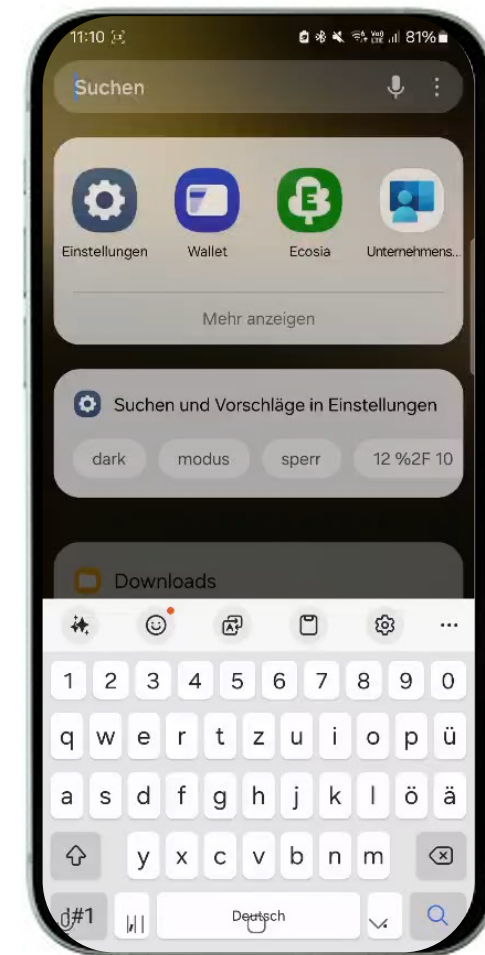 11:10 81%
Suchen
Einstellungen Wallet Ecosia Unternehmens...
Mehr anzeigen
Suchen und Vorschläge in Einstellungen
dark modus sperr 12 %2F 10
Downloads
1 2 3 4 5 6 7 8 9 0
q w e r t z u i o p ü
a s d f g h j k l ö ä
y x c v b n m
#1 Deutsch